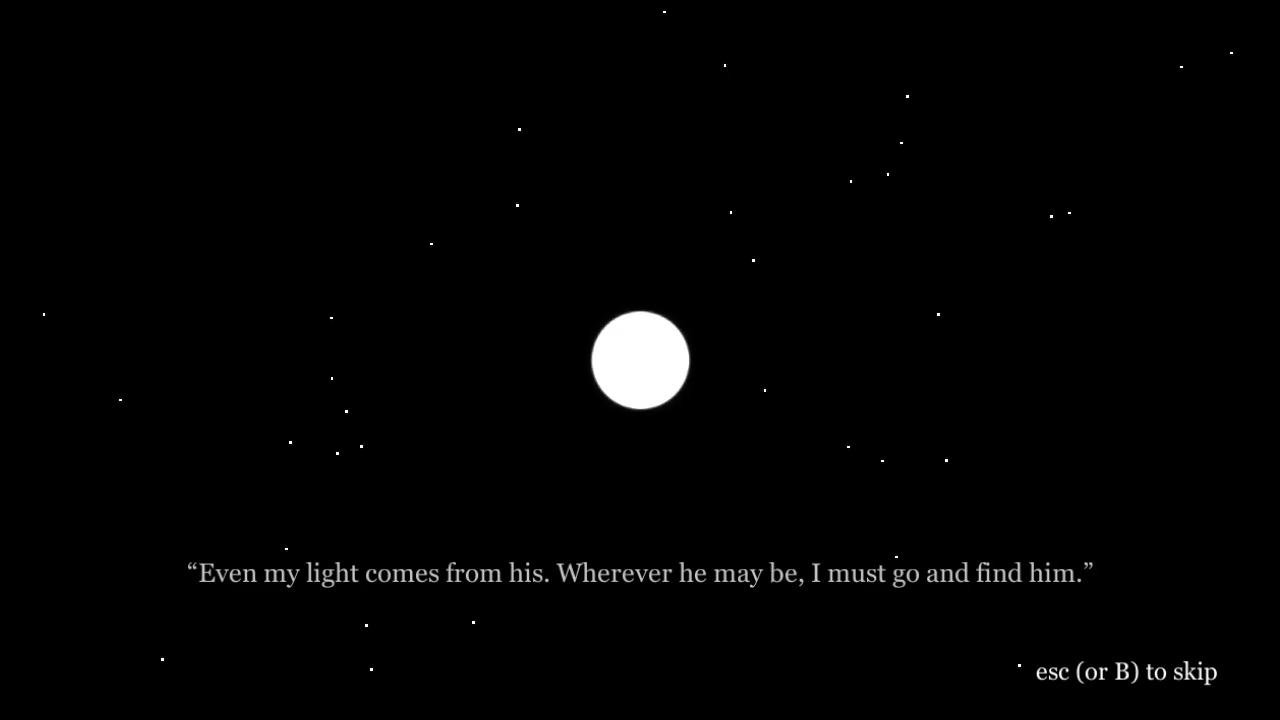 “Even my light comes from his. Wherever he may be, I must go and find him.”
esc (or B) to skip